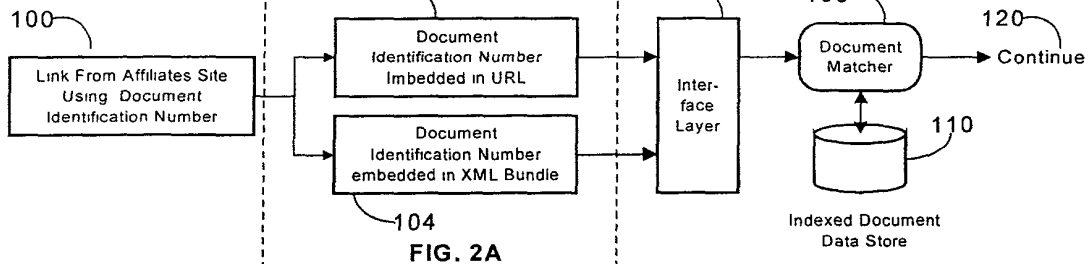 100
Link From Affiliates Site
Using Document
Identification Number
Document
Identification Number
Imbedded in URL
Document
Identification Number
embedded in XML Bundle
104
Inter-
face
Layer
Document
Matcher
120
Continue
110
Indexed Document
Data Store
FIG. 2A